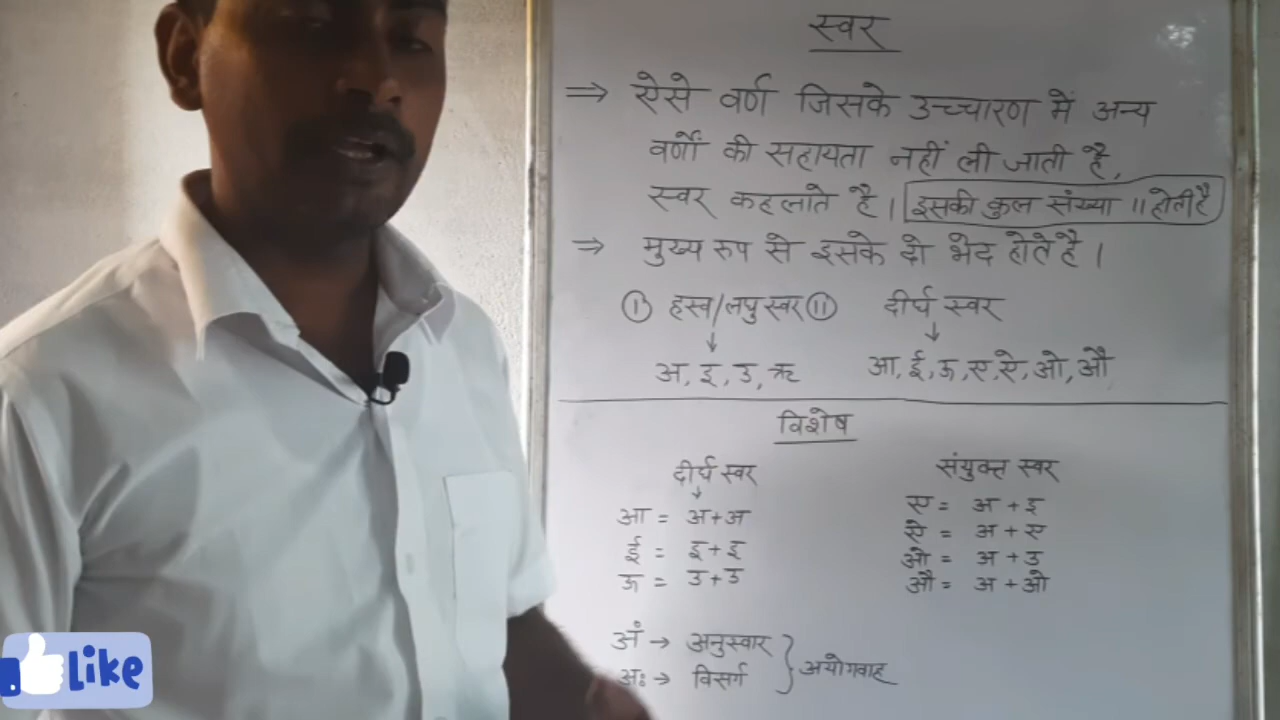 स्वर
⇒ ऐसे वर्ण जिसके उच्चारण में अन्य
वर्णों की सहायता नहीं ली जाती है,
स्वर कहलाते है। इसकी कुल संख्या 11 होती है
⇒ मुख्य रुप से इसके दो भेद होते है।
(I) हस्व/लघु स्वर (II) दीर्घ स्वर
↓ ↓
अ, इ, उ, ऋ आ, ई, ऊ, ए, ऐ, ओ, औ
विशेष
दीर्घ स्वर संयुक्त स्वर
↓
आ = अ+अ ए = अ + इ
ई = इ+इ ऐ = अ + ए
ऊ = उ+उ ओ = अ + उ
औ = अ + ओ
अं → अनुस्वार } अयोगवाह
अः → विसर्ग
Like